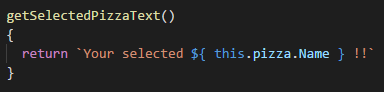 getSelectedPizzaText()
{
  return `Your selected ${ this.pizza.Name } !!`
}